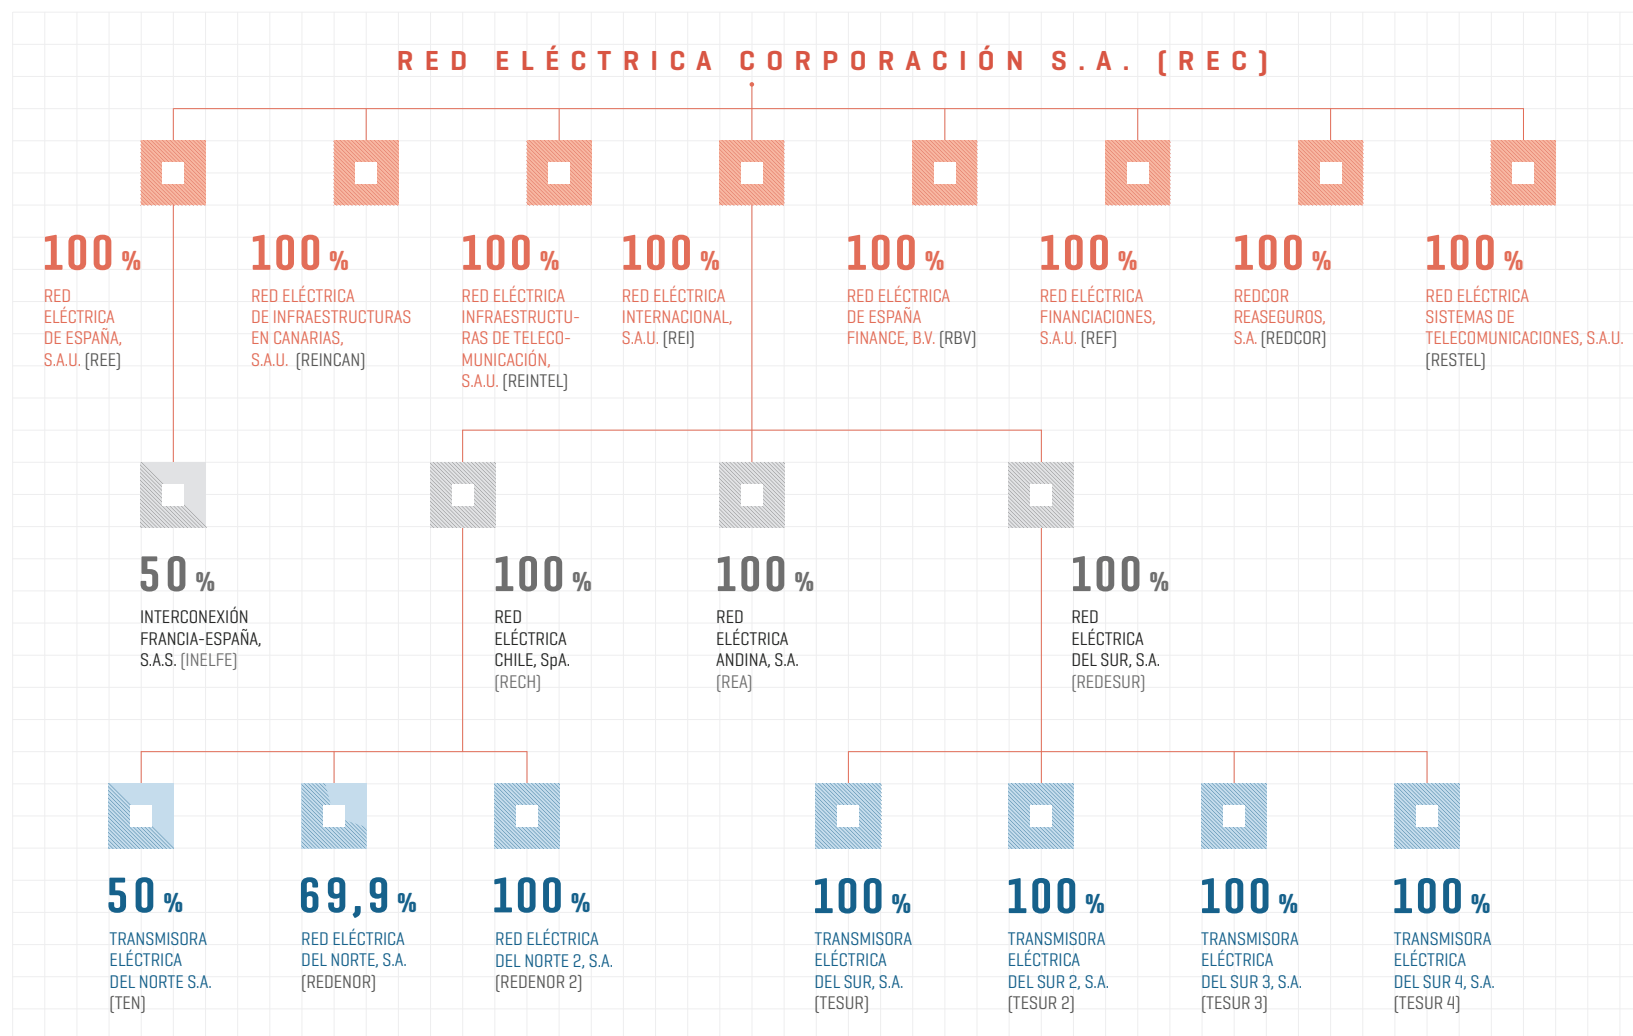 RED ELÉCTRICA CORPORACIÓN S.A. (REC)
100 %
RED
ELÉCTRICA
DE ESPAÑA,
S.A.U. (REE)
100 %
RED ELÉCTRICA
DE INFRAESTRUCTURAS
EN CANARIAS,
S.A.U. (REINCAN)
100 %
RED ELÉCTRICA
INFRAESTRUCTU-
RAS DE TELECO-
MUNICACIÓN,
S.A.U. (REINTEL)
100 %
RED ELÉCTRICA
INTERNACIONAL,
S.A.U. (REI)
100 %
RED ELÉCTRICA
DE ESPAÑA
FINANCE, B.V. (RBV)
100 %
RED ELÉCTRICA
FINANCIACIONES,
S.A.U. (REF)
100 %
REDCOR
REASEGUROS,
S.A. (REDCOR)
100 %
RED ELÉCTRICA
SISTEMAS DE
TELECOMUNICACIONES, S.A.U.
(RESTEL)
50 %
INTERCONEXIÓN
FRANCIA-ESPAÑA,
S.A.S. (INELFE)
100 %
RED
ELÉCTRICA
CHILE, SpA.
(RECH)
100 %
RED
ELÉCTRICA
ANDINA, S.A.
(REA)
100 %
RED
ELÉCTRICA
DEL SUR, S.A.
(REDESUR)
50 %
TRANSMISORA
ELÉCTRICA
DEL NORTE S.A.
(TEN)
69,9 %
RED ELÉCTRICA
DEL NORTE, S.A.
(REDENOR)
100 %
RED ELÉCTRICA
DEL NORTE 2, S.A.
(REDENOR 2)
100 %
TRANSMISORA
ELÉCTRICA
DEL SUR, S.A.
(TESUR)
100 %
TRANSMISORA
ELÉCTRICA
DEL SUR 2, S.A.
(TESUR 2)
100 %
TRANSMISORA
ELÉCTRICA
DEL SUR 3, S.A.
(TESUR 3)
100 %
TRANSMISORA
ELÉCTRICA
DEL SUR 4, S.A.
(TESUR 4)